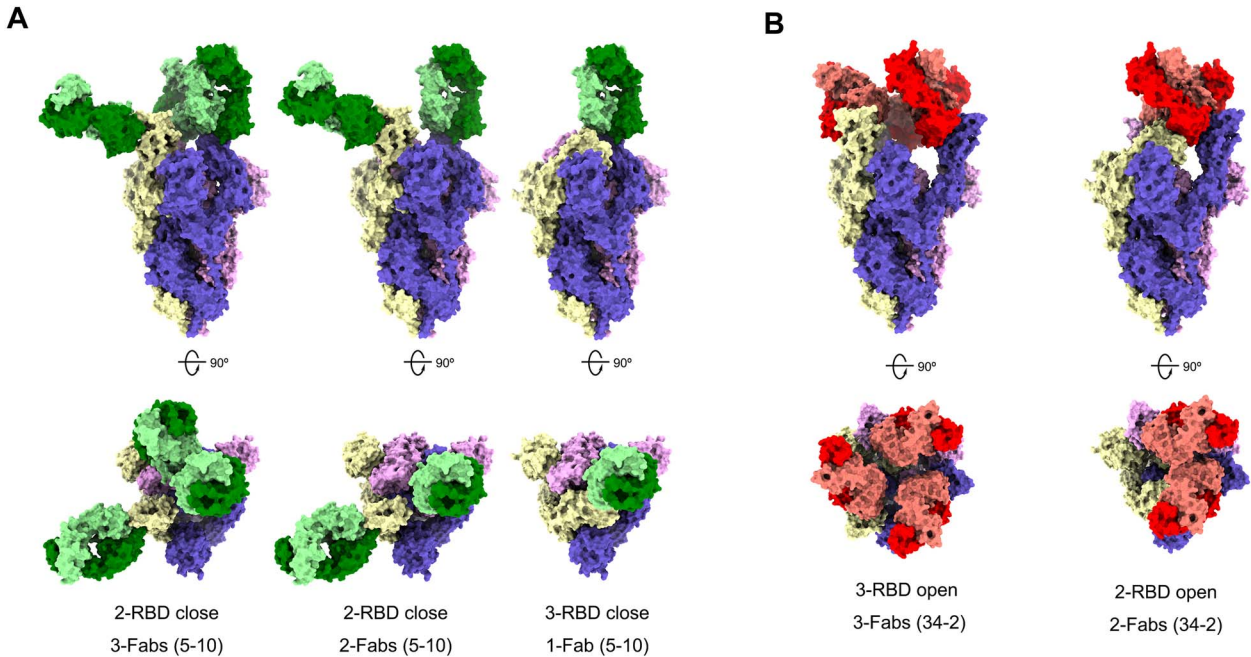 A
B
90º
90º
90º
90º
90º
2-RBD close
3-Fabs (5-10)
2-RBD close
2-Fabs (5-10)
3-RBD close
1-Fab (5-10)
3-RBD open
3-Fabs (34-2)
2-RBD open
2-Fabs (34-2)